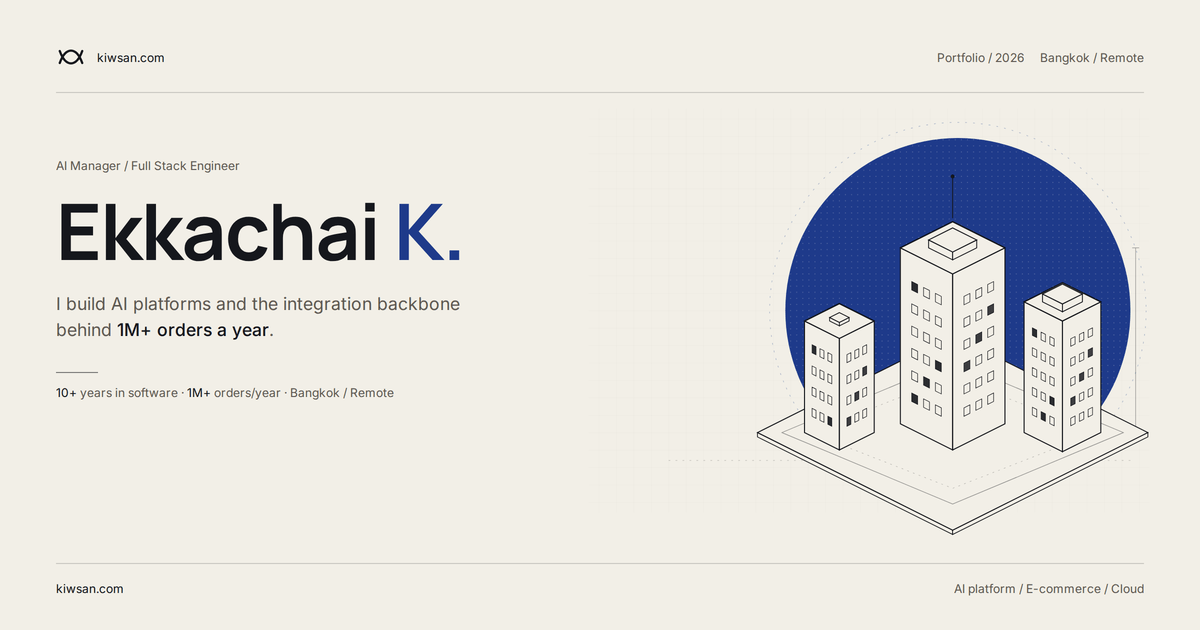 kiwsan.com
Portfolio / 2026
Bangkok / Remote
AI Manager / Full Stack Engineer
Ekkachai K.
I build AI platforms and the integration backbone
behind 1M+ orders a year.
10+ years in software · 1M+ orders/year · Bangkok / Remote
kiwsan.com
AI platform / E-commerce / Cloud